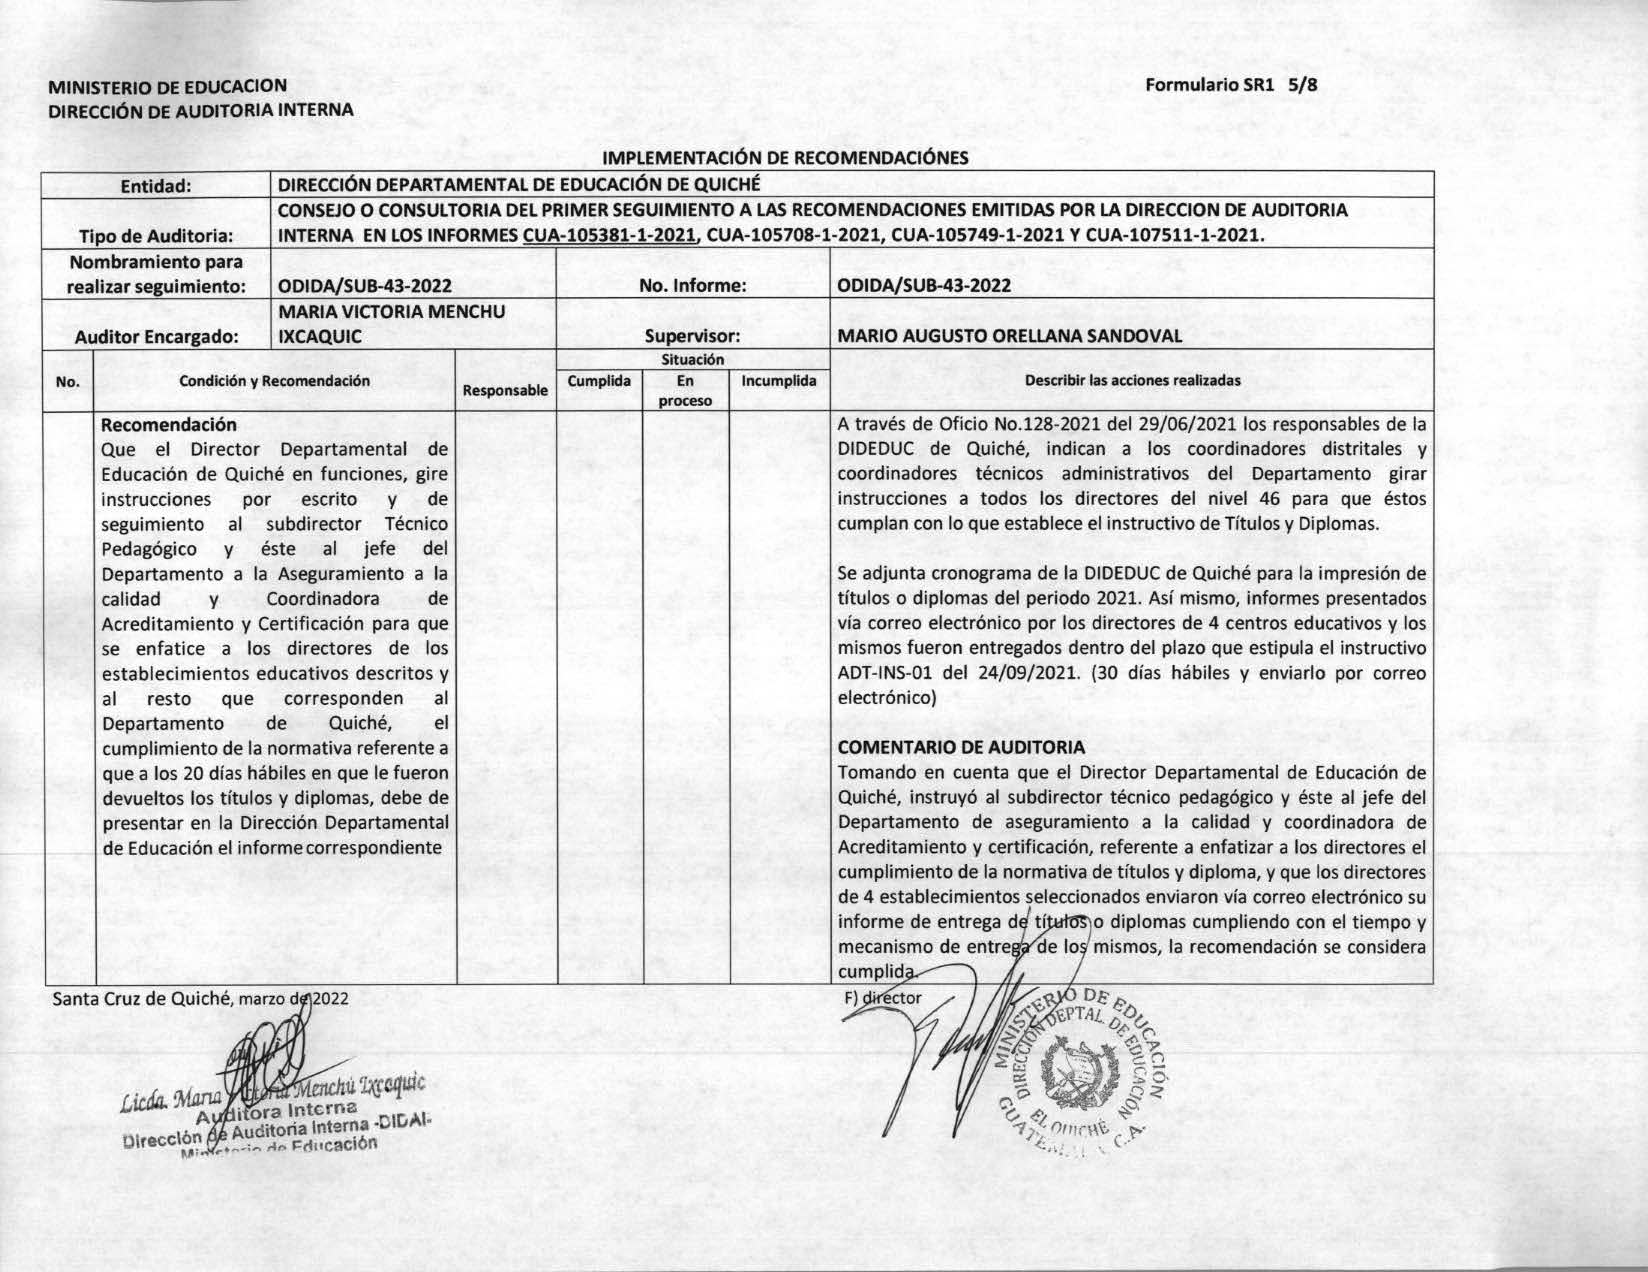 MINISTERIO DE EDUCACION
DIRECCIÓN DE AUDITORIA INTERNA
Formulario SR1 5/8
IMPLEMENTACIÓN DE RECOMENDACIÓNES
Entidad:
DIRECCIÓN DEPARTAMENTAL DE EDUCACIÓN DE QUICHÉ
Tipo de Auditoria:
CONSEJO O CONSULTORIA DEL PRIMER SEGUIMIENTO A LAS RECOMENDACIONES EMITIDAS POR LA DIRECCION DE AUDITORIA
INTERNA EN LOS INFORMES CUA-105381-1-2021, CUA-105708-1-2021, CUA-105749-1-2021 Y CUA-107511-1-2021.
Nombramiento para
realizar seguimiento:
ODIDA/SUB-43-2022
No. Informe:
ODIDA/SUB-43-2022
Auditor Encargado:
MARIA VICTORIA MENCHU
IXCAQUIC
Supervisor:
MARIO AUGUSTO ORELLANA SANDOVAL
No.
Condición y Recomendación
Responsable
Situación
Cumplida
En
proceso
Incumplida
Describir las acciones realizadas
Recomendación
Que el Director Departamental de
Educación de Quiché en funciones, gire
instrucciones por escrito y de
seguimiento al subdirector Técnico
Pedagógico y éste al jefe del
Departamento a la Aseguramiento a la
calidad y Coordinadora de
Acreditamiento y Certificación para que
se enfatice a los directores de los
establecimientos educativos descritos y
al resto que corresponden al
Departamento de Quiché, el
cumplimiento de la normativa referente a
que a los 20 días hábiles en que le fueron
devueltos los títulos y diplomas, debe de
presentar en la Dirección Departamental
de Educación el informe correspondiente
A través de Oficio No.128-2021 del 29/06/2021 los responsables de la
DIDEDUC de Quiché, indican a los coordinadores distritales y
coordinadores técnicos administrativos del Departamento girar
instrucciones a todos los directores del nivel 46 para que éstos
cumplan con lo que establece el instructivo de Títulos y Diplomas.
Se adjunta cronograma de la DIDEDUC de Quiché para la impresión de
títulos o diplomas del periodo 2021. Así mismo, informes presentados
vía correo electrónico por los directores de 4 centros educativos y los
mismos fueron entregados dentro del plazo que estipula el instructivo
ADT-INS-01 del 24/09/2021. (30 días hábiles y enviarlo por correo
electrónico)
COMENTARIO DE AUDITORIA
Tomando en cuenta que el Director Departamental de Educación de
Quiché, instruyó al subdirector técnico pedagógico y éste al jefe del
Departamento de aseguramiento a la calidad y coordinadora de
Acreditamiento y certificación, referente a enfatizar a los directores el
cumplimiento de la normativa de títulos y diploma, y que los directores
de 4 establecimientos seleccionados enviaron vía correo electrónico su
informe de entrega de títulos o diplomas cumpliendo con el tiempo y
mecanismo de entrega de los mismos, la recomendación se considera
cumplida.
Santa Cruz de Quiché, marzo de 2022
F) director
Licda. Maria Victoria Menchú Ixcaquic
Auditora Interna
Dirección de Auditoria Interna -DIDAI-
Ministerio de Educación
MINISTERIO DE EDUCACIÓN
DIRECCIÓN DEPTAL. DE EDUCACIÓN
EL QUICHÉ
GUATEMALA C.A.